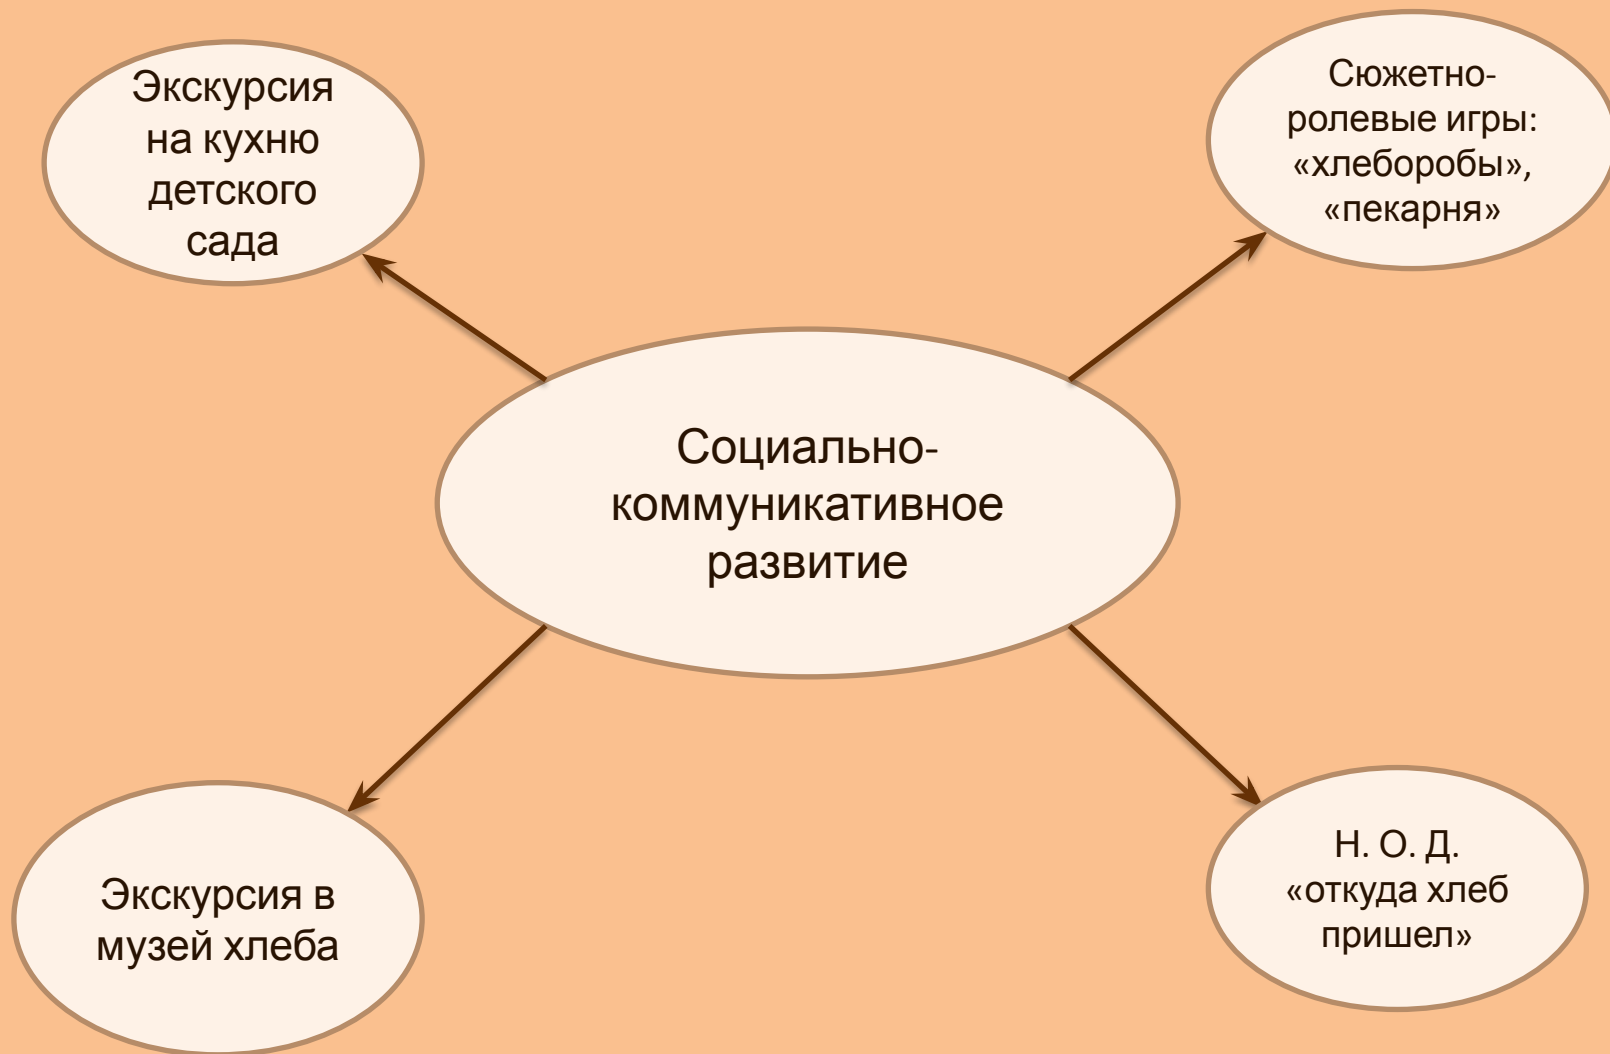 Экскурсия
на кухню
детского
сада
Сюжетно-
ролевые игры:
«хлеборобы»,
«пекарня»
Социально-
коммуникативное
развитие
Экскурсия в
музей хлеба
Н. О. Д.
«откуда хлеб
пришел»